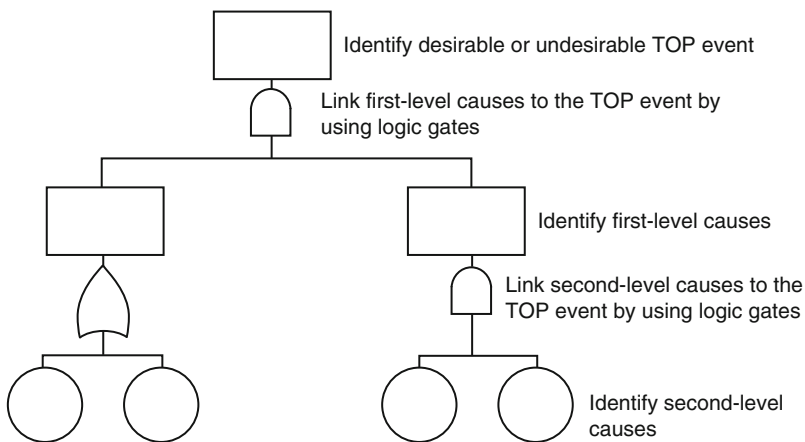 Identify desirable or undesirable TOP event
Link first-level causes to the TOP event by
using logic gates
Identify first-level causes
Link second-level causes to the
TOP event by using logic gates
Identify second-level
causes